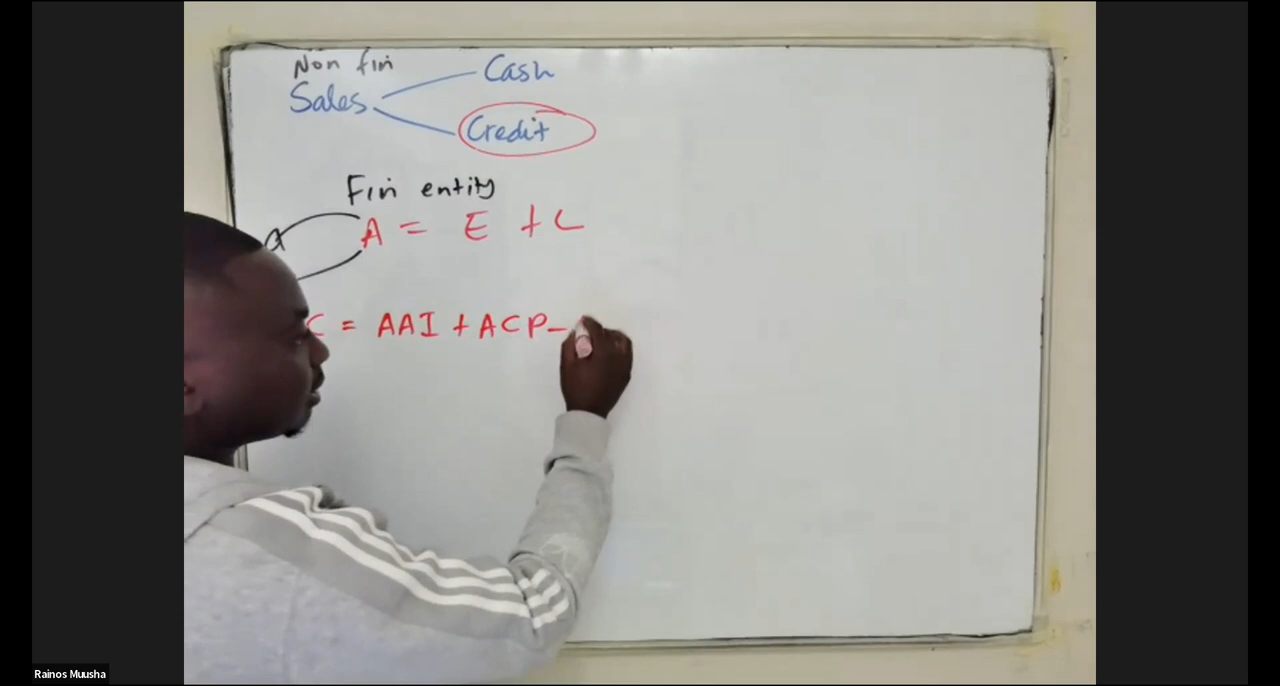 Non fin
Sales
Cash
Credit
Fin entity
A = E + L
C = AAI + ACP -
Rainos Muusha